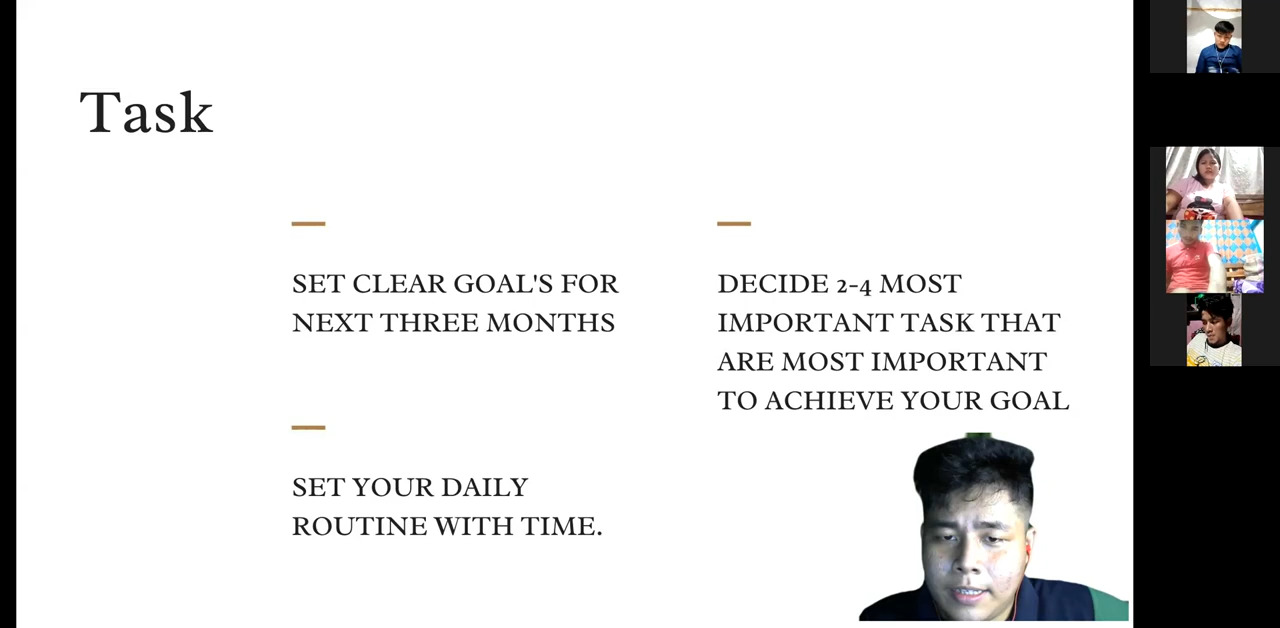 Task
SET CLEAR GOAL'S FOR
NEXT THREE MONTHS
DECIDE 2-4 MOST
IMPORTANT TASK THAT
ARE MOST IMPORTANT
TO ACHIEVE YOUR GOAL
SET YOUR DAILY
ROUTINE WITH TIME.